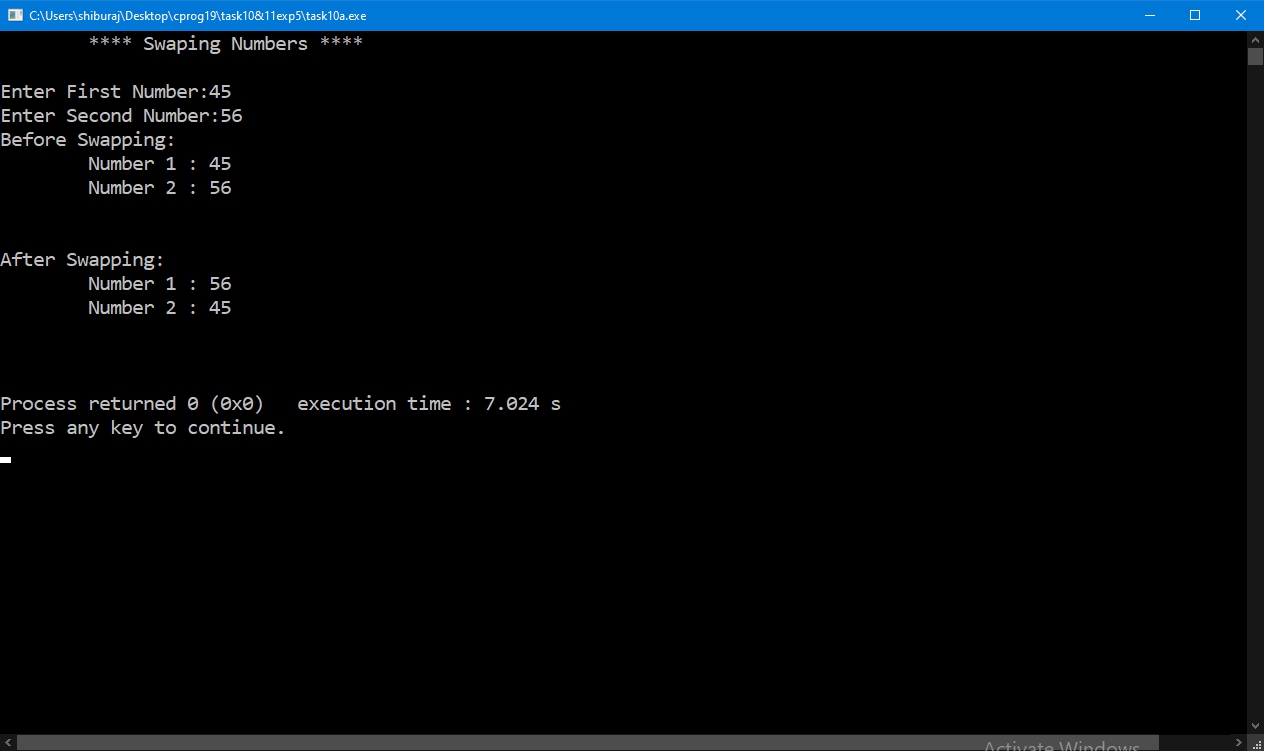 C:\Users\shiburaj\Desktop\cprog19\task10&11exp5\task10a.exe
**** Swaping Numbers ****
Enter First Number:45
Enter Second Number:56
Before Swapping:
Number 1 : 45
Number 2 : 56
After Swapping:
Number 1 : 56
Number 2 : 45
Process returned 0 (0x0)   execution time : 7.024 s
Press any key to continue.
Activate Windows